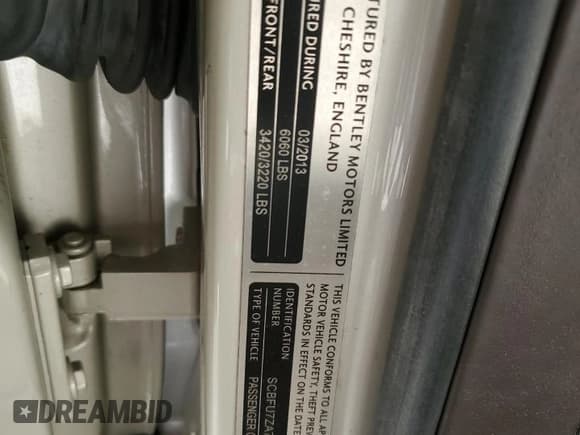 TURED BY BENTLEY MOTORS LIMITED
CHESHIRE, ENGLAND
RED DURING 03/2013
6060 LBS
FRONT/REAR 3420/3220 LBS
THIS VEHICLE CONFORMS TO ALL AP
MOTOR VEHICLE SAFETY, THEFT PREV
STANDARDS IN EFFECT ON THE DATE
IDENTIFICATION
NUMBER SCBFU7ZA
TYPE OF VEHICLE PASSENGER
DREAMBID